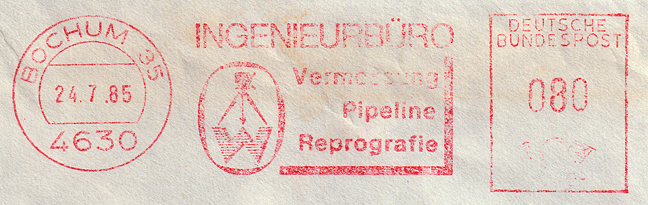 BOCHUM 35
24.7.85
4630
INGENIEURBÜRO
Vermessung
Pipeline
Reprografie
DEUTSCHE
BUNDESPOST
080